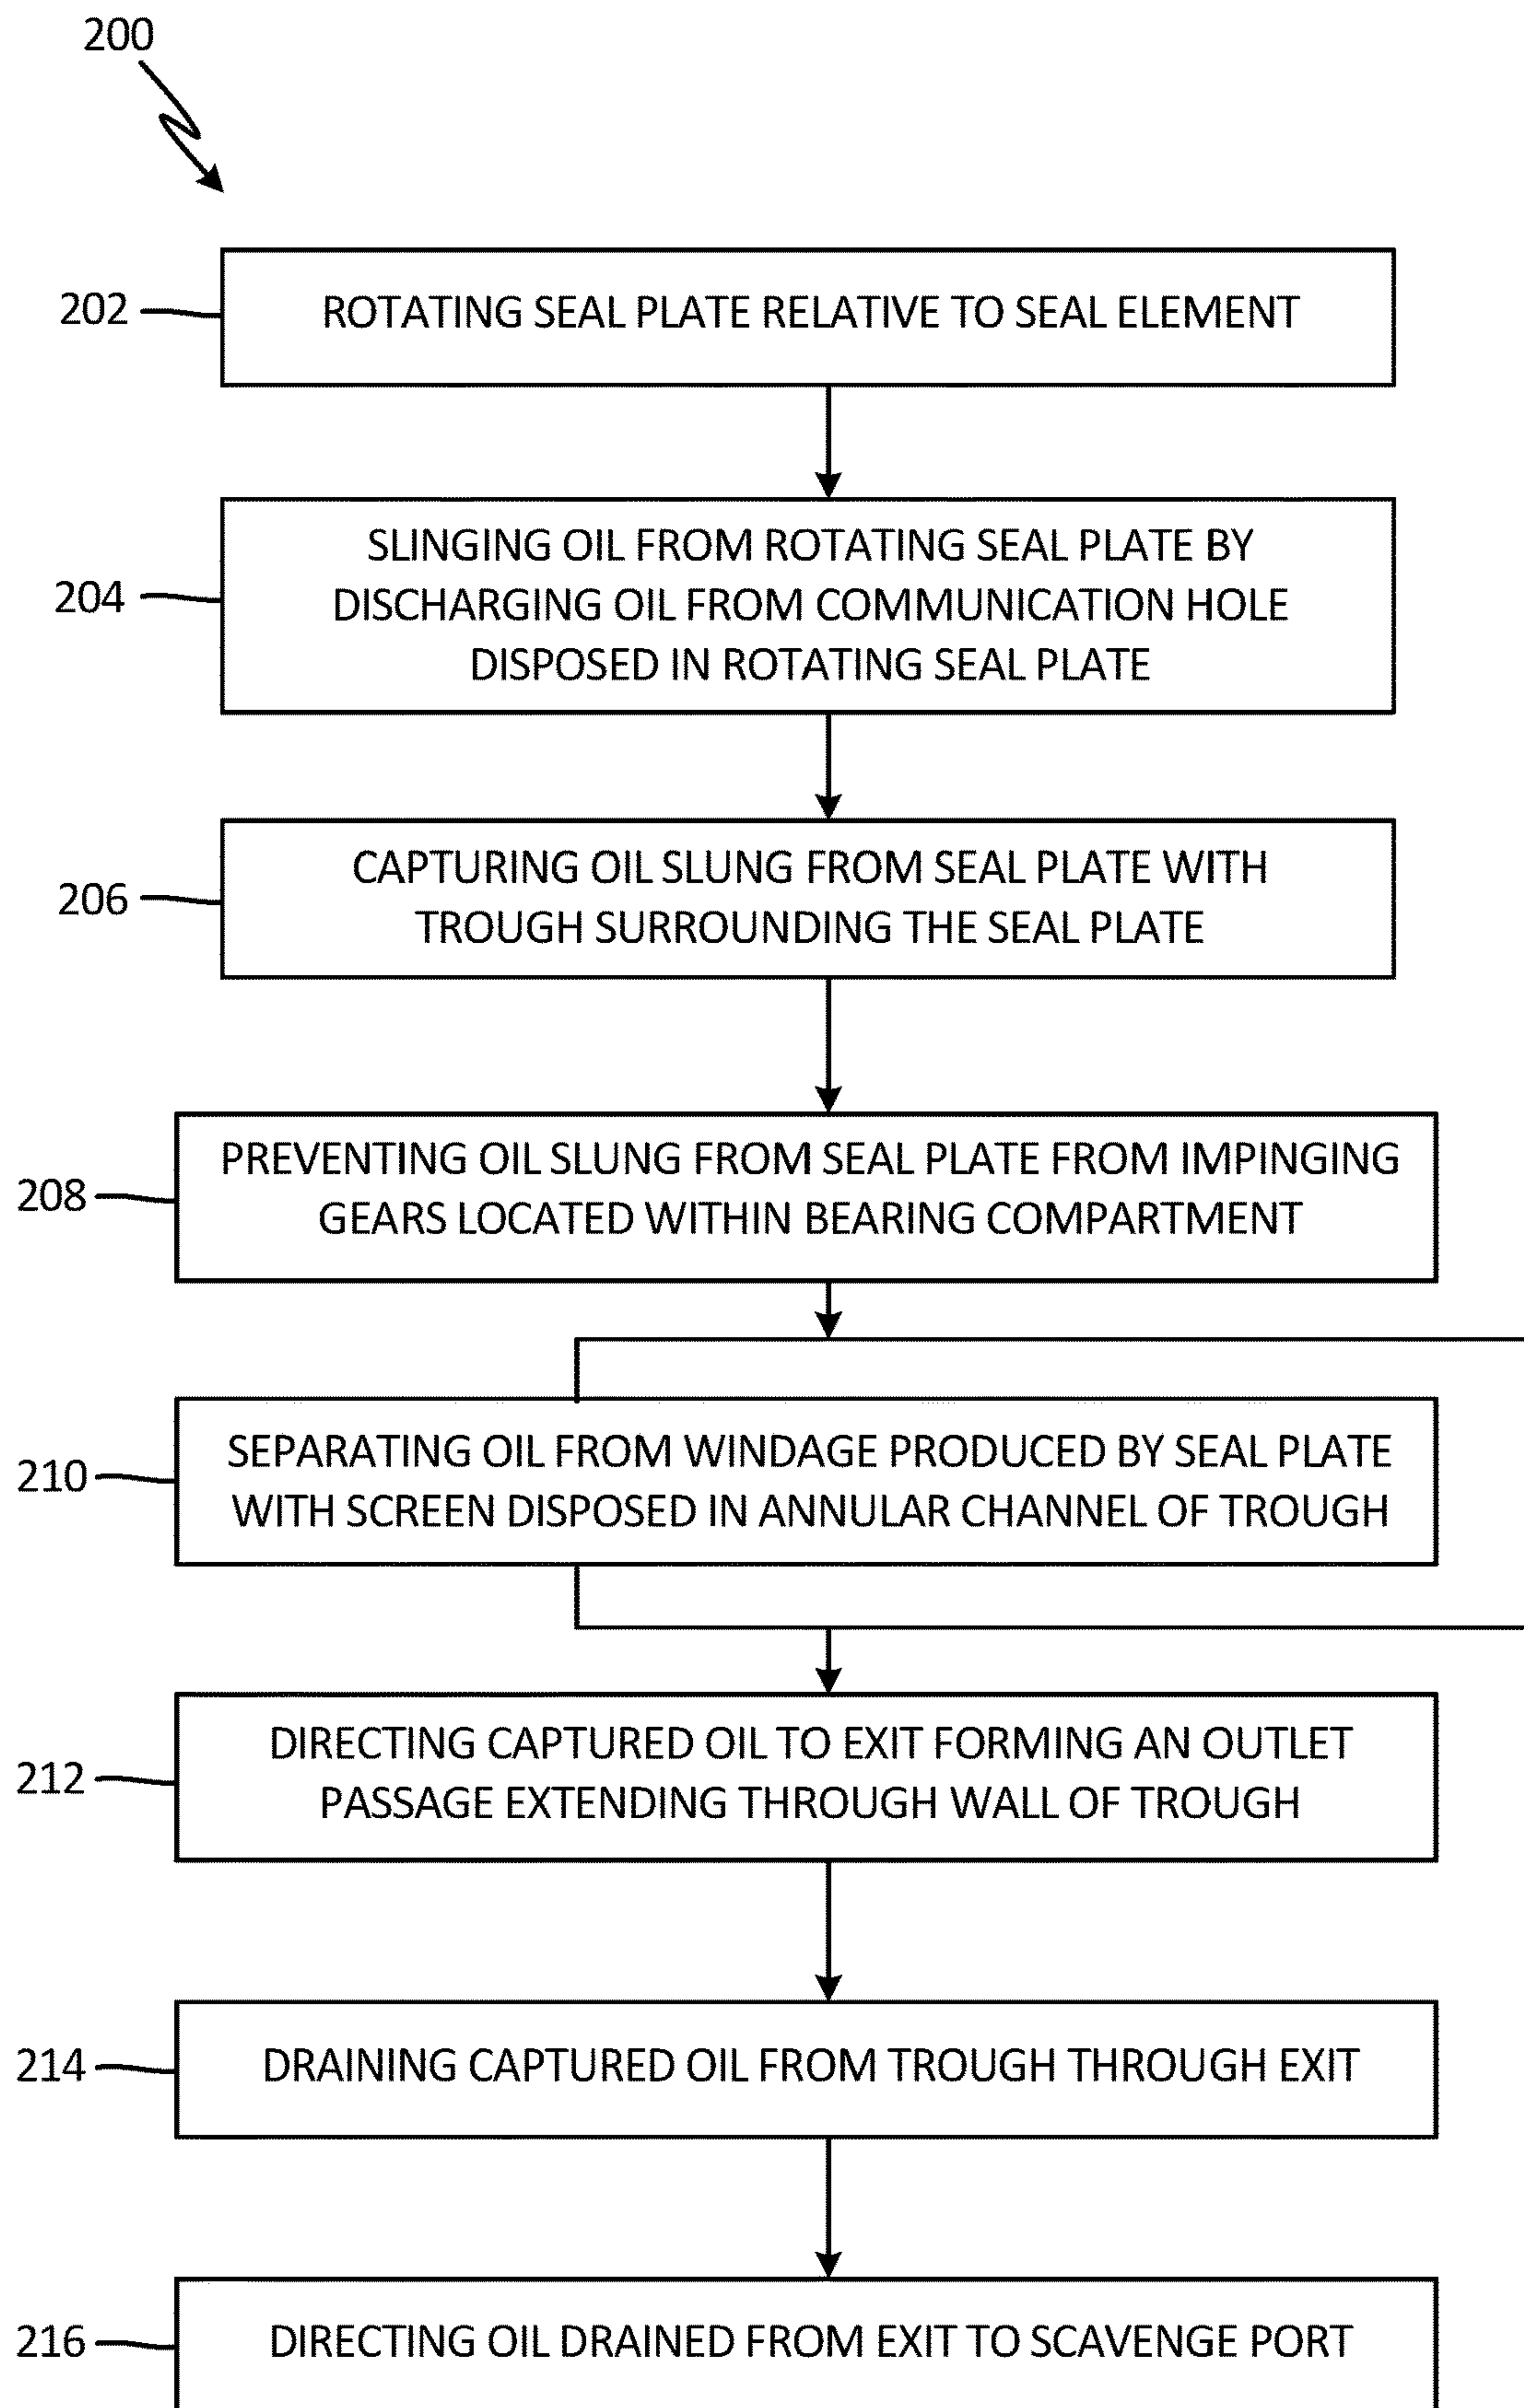 200
202
ROTATING SEAL PLATE RELATIVE TO SEAL ELEMENT
204
SLINGING OIL FROM ROTATING SEAL PLATE BY
DISCHARGING OIL FROM COMMUNICATION HOLE
DISPOSED IN ROTATING SEAL PLATE
206
CAPTURING OIL SLUNG FROM SEAL PLATE WITH
TROUGH SURROUNDING THE SEAL PLATE
208
PREVENTING OIL SLUNG FROM SEAL PLATE FROM IMPINGING
GEARS LOCATED WITHIN BEARING COMPARTMENT
210
SEPARATING OIL FROM WINDAGE PRODUCED BY SEAL PLATE
WITH SCREEN DISPOSED IN ANNULAR CHANNEL OF TROUGH
212
DIRECTING CAPTURED OIL TO EXIT FORMING AN OUTLET
PASSAGE EXTENDING THROUGH WALL OF TROUGH
214
DRAINING CAPTURED OIL FROM TROUGH THROUGH EXIT
216
DIRECTING OIL DRAINED FROM EXIT TO SCAVENGE PORT